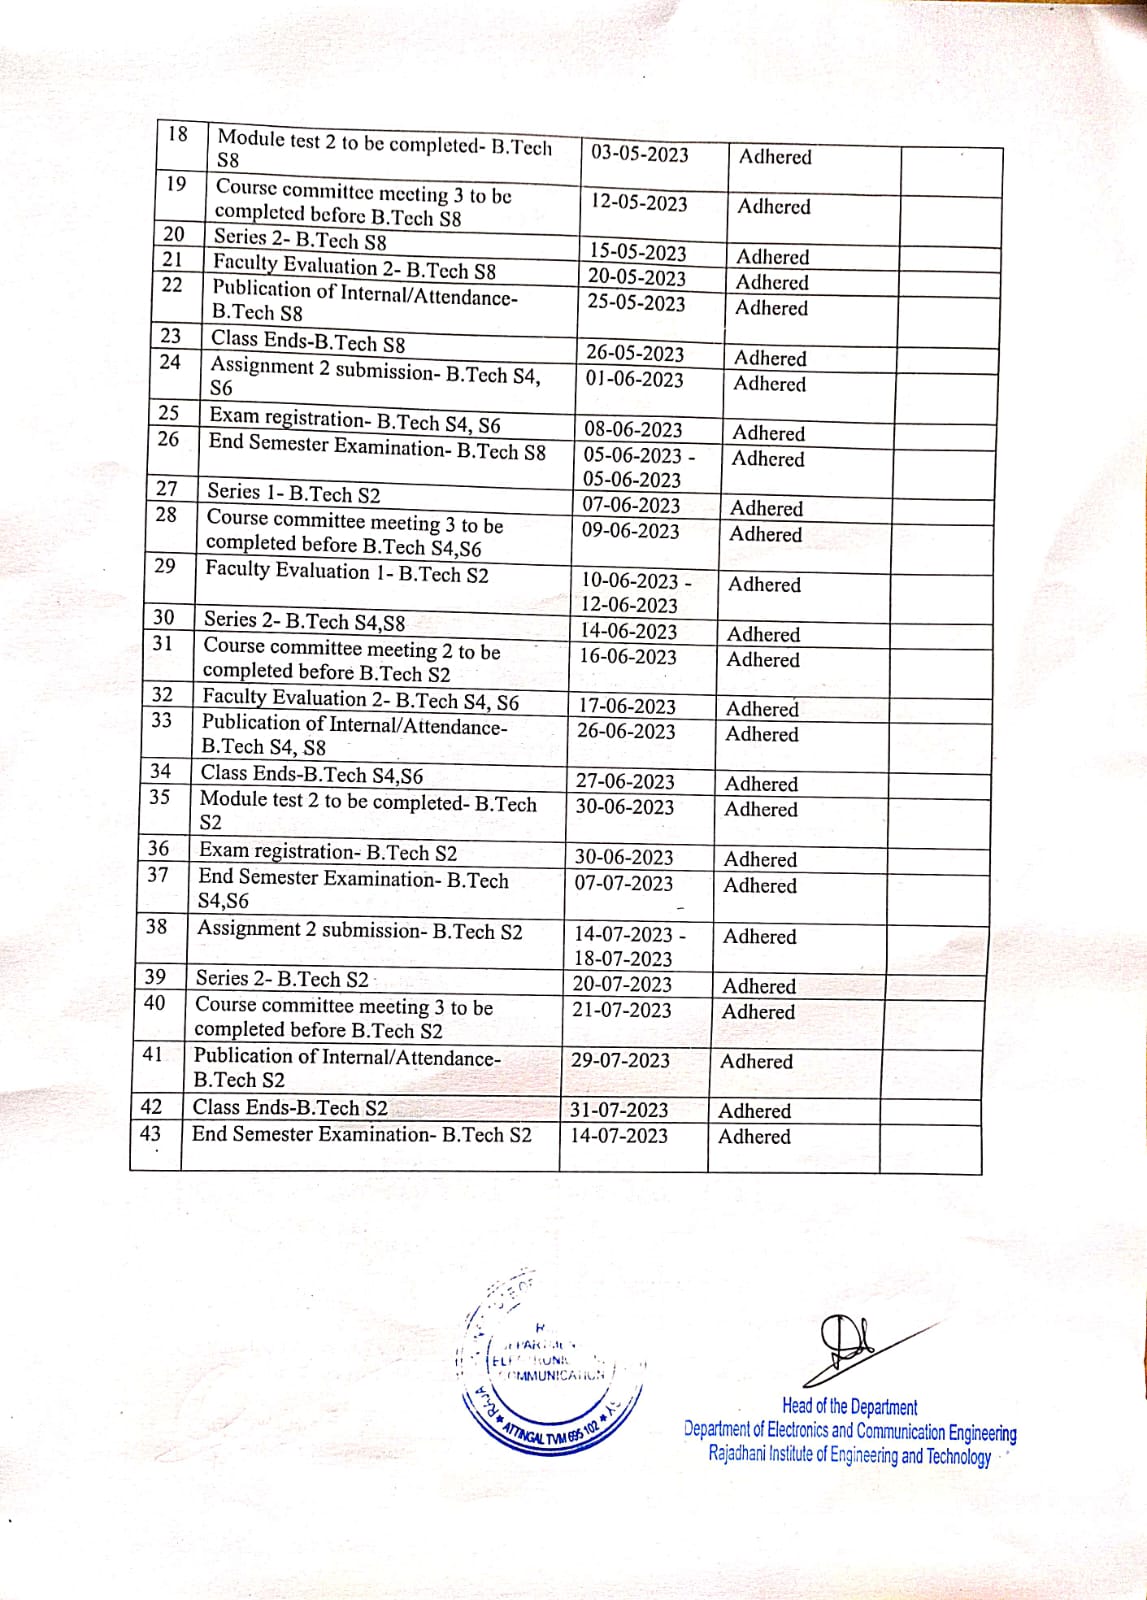 18 Module test 2 to be completed- B.Tech 03-05-2023 Adhered
S8
19 Course committee meeting 3 to be 12-05-2023 Adhered
completed before B.Tech S8
20 Series 2- B.Tech S8 15-05-2023 Adhered
21 Faculty Evaluation 2- B.Tech S8 20-05-2023 Adhered
22 Publication of Internal/Attendance- 25-05-2023 Adhered
B.Tech S8
23 Class Ends-B.Tech S8 26-05-2023 Adhered
24 Assignment 2 submission- B.Tech S4, 01-06-2023 Adhered
S6
25 Exam registration- B.Tech S4, S6 08-06-2023 Adhered
26 End Semester Examination- B.Tech S8 05-06-2023 - Adhered
05-06-2023
27 Series 1- B.Tech S2 07-06-2023 Adhered
28 Course committee meeting 3 to be 09-06-2023 Adhered
completed before B.Tech S4,S6
29 Faculty Evaluation 1- B.Tech S2 10-06-2023 - Adhered
12-06-2023
30 Series 2- B.Tech S4,S8 14-06-2023 Adhered
31 Course committee meeting 2 to be 16-06-2023 Adhered
completed before B.Tech S2
32 Faculty Evaluation 2- B.Tech S4, S6 17-06-2023 Adhered
33 Publication of Internal/Attendance- 26-06-2023 Adhered
B.Tech S4, S8
34 Class Ends-B.Tech S4,S6 27-06-2023 Adhered
35 Module test 2 to be completed- B.Tech 30-06-2023 Adhered
S2
36 Exam registration- B.Tech S2 30-06-2023 Adhered
37 End Semester Examination- B.Tech 07-07-2023 Adhered
S4,S6 –
38 Assignment 2 submission- B.Tech S2 14-07-2023 - Adhered
18-07-2023
39 Series 2- B.Tech S2 20-07-2023 Adhered
40 Course committee meeting 3 to be 21-07-2023 Adhered
completed before B.Tech S2
41 Publication of Internal/Attendance- 29-07-2023 Adhered
B.Tech S2
42 Class Ends-B.Tech S2 31-07-2023 Adhered
43 End Semester Examination- B.Tech S2 14-07-2023 Adhered
ATTINGAL TVM 695 102
Head of the Department
Department of Electronics and Communication Engineering
Rajadhani Institute of Engineering and Technology